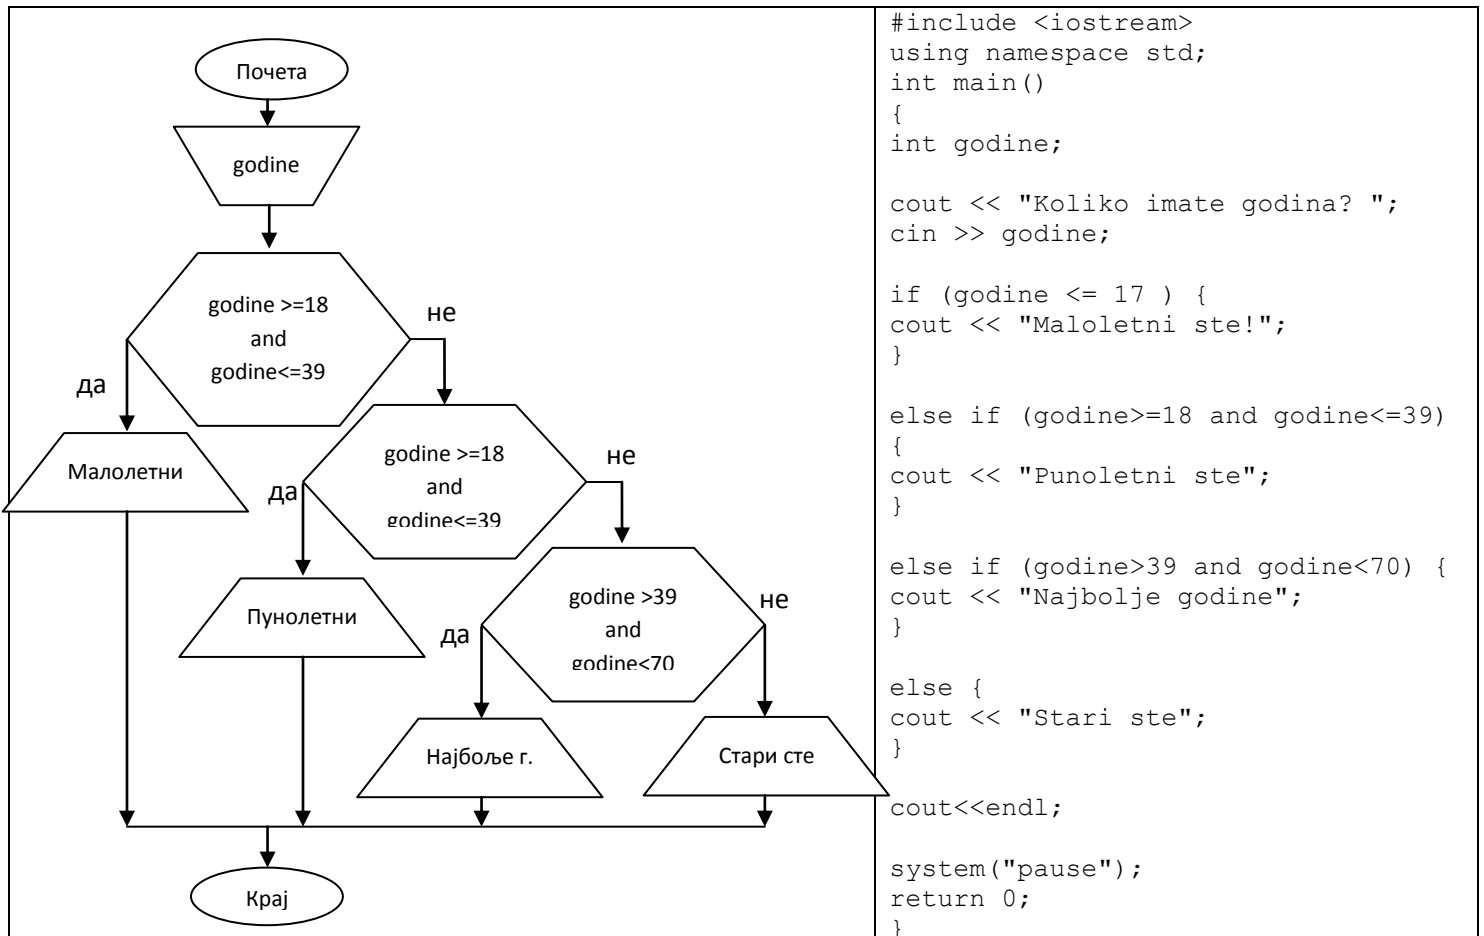 Почета
godine
godine >=18
and
godine<=39
не
да
Малолетни
godine >=18
and
godine<=39
не
да
Пунолетни
godine >39
and
godine<70
не
да
Најбоље г.
Стари сте
Крај
#include <iostream>
using namespace std;
int main()
{
int godine;
cout << "Koliko imate godina? ";
cin >> godine;
if (godine <= 17 ) {
cout << "Maloletni ste!";
}
else if (godine>=18 and godine<=39)
{
cout << "Punoletni ste";
}
else if (godine>39 and godine<70) {
cout << "Najbolje godine";
}
else {
cout << "Stari ste";
}
cout<<endl;
system("pause");
return 0;
}